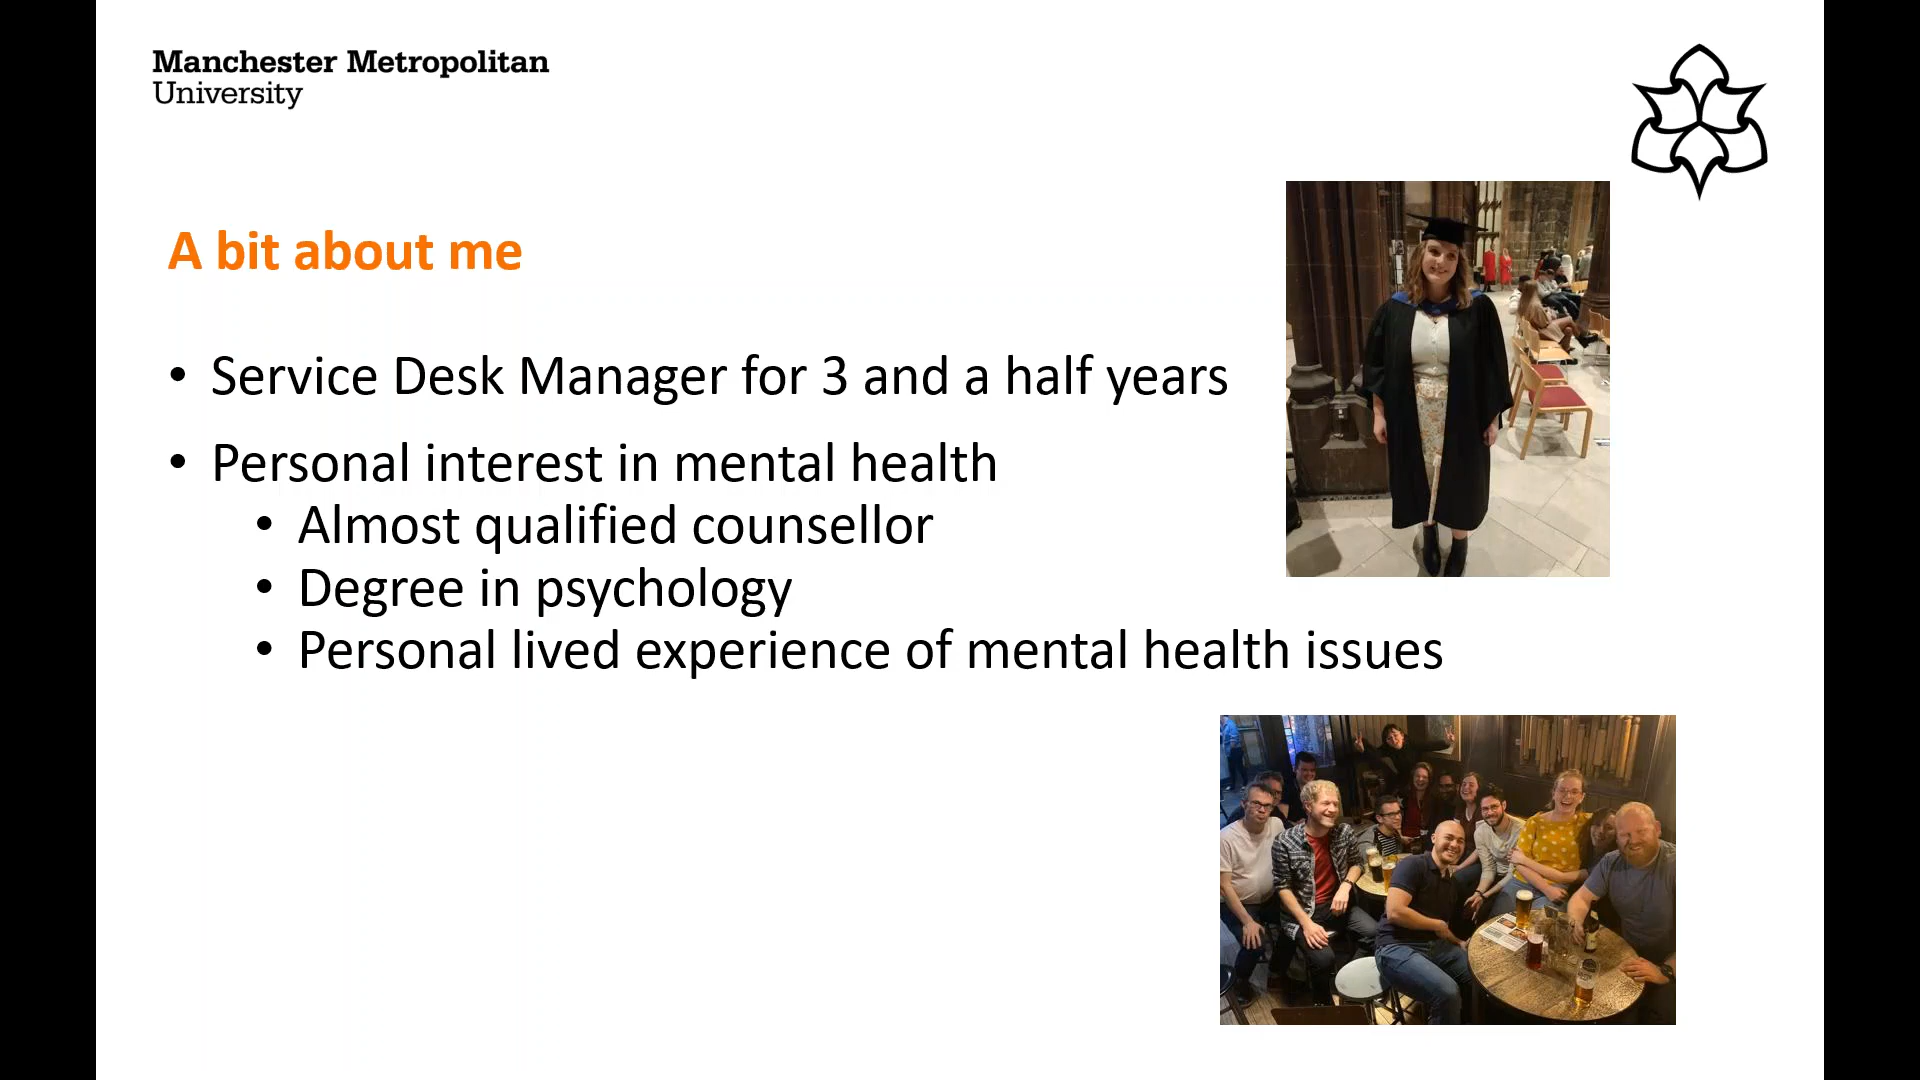 Manchester Metropolitan
University
A bit about me
• Service Desk Manager for 3 and a half years
• Personal interest in mental health
• Almost qualified counsellor
• Degree in psychology
• Personal lived experience of mental health issues